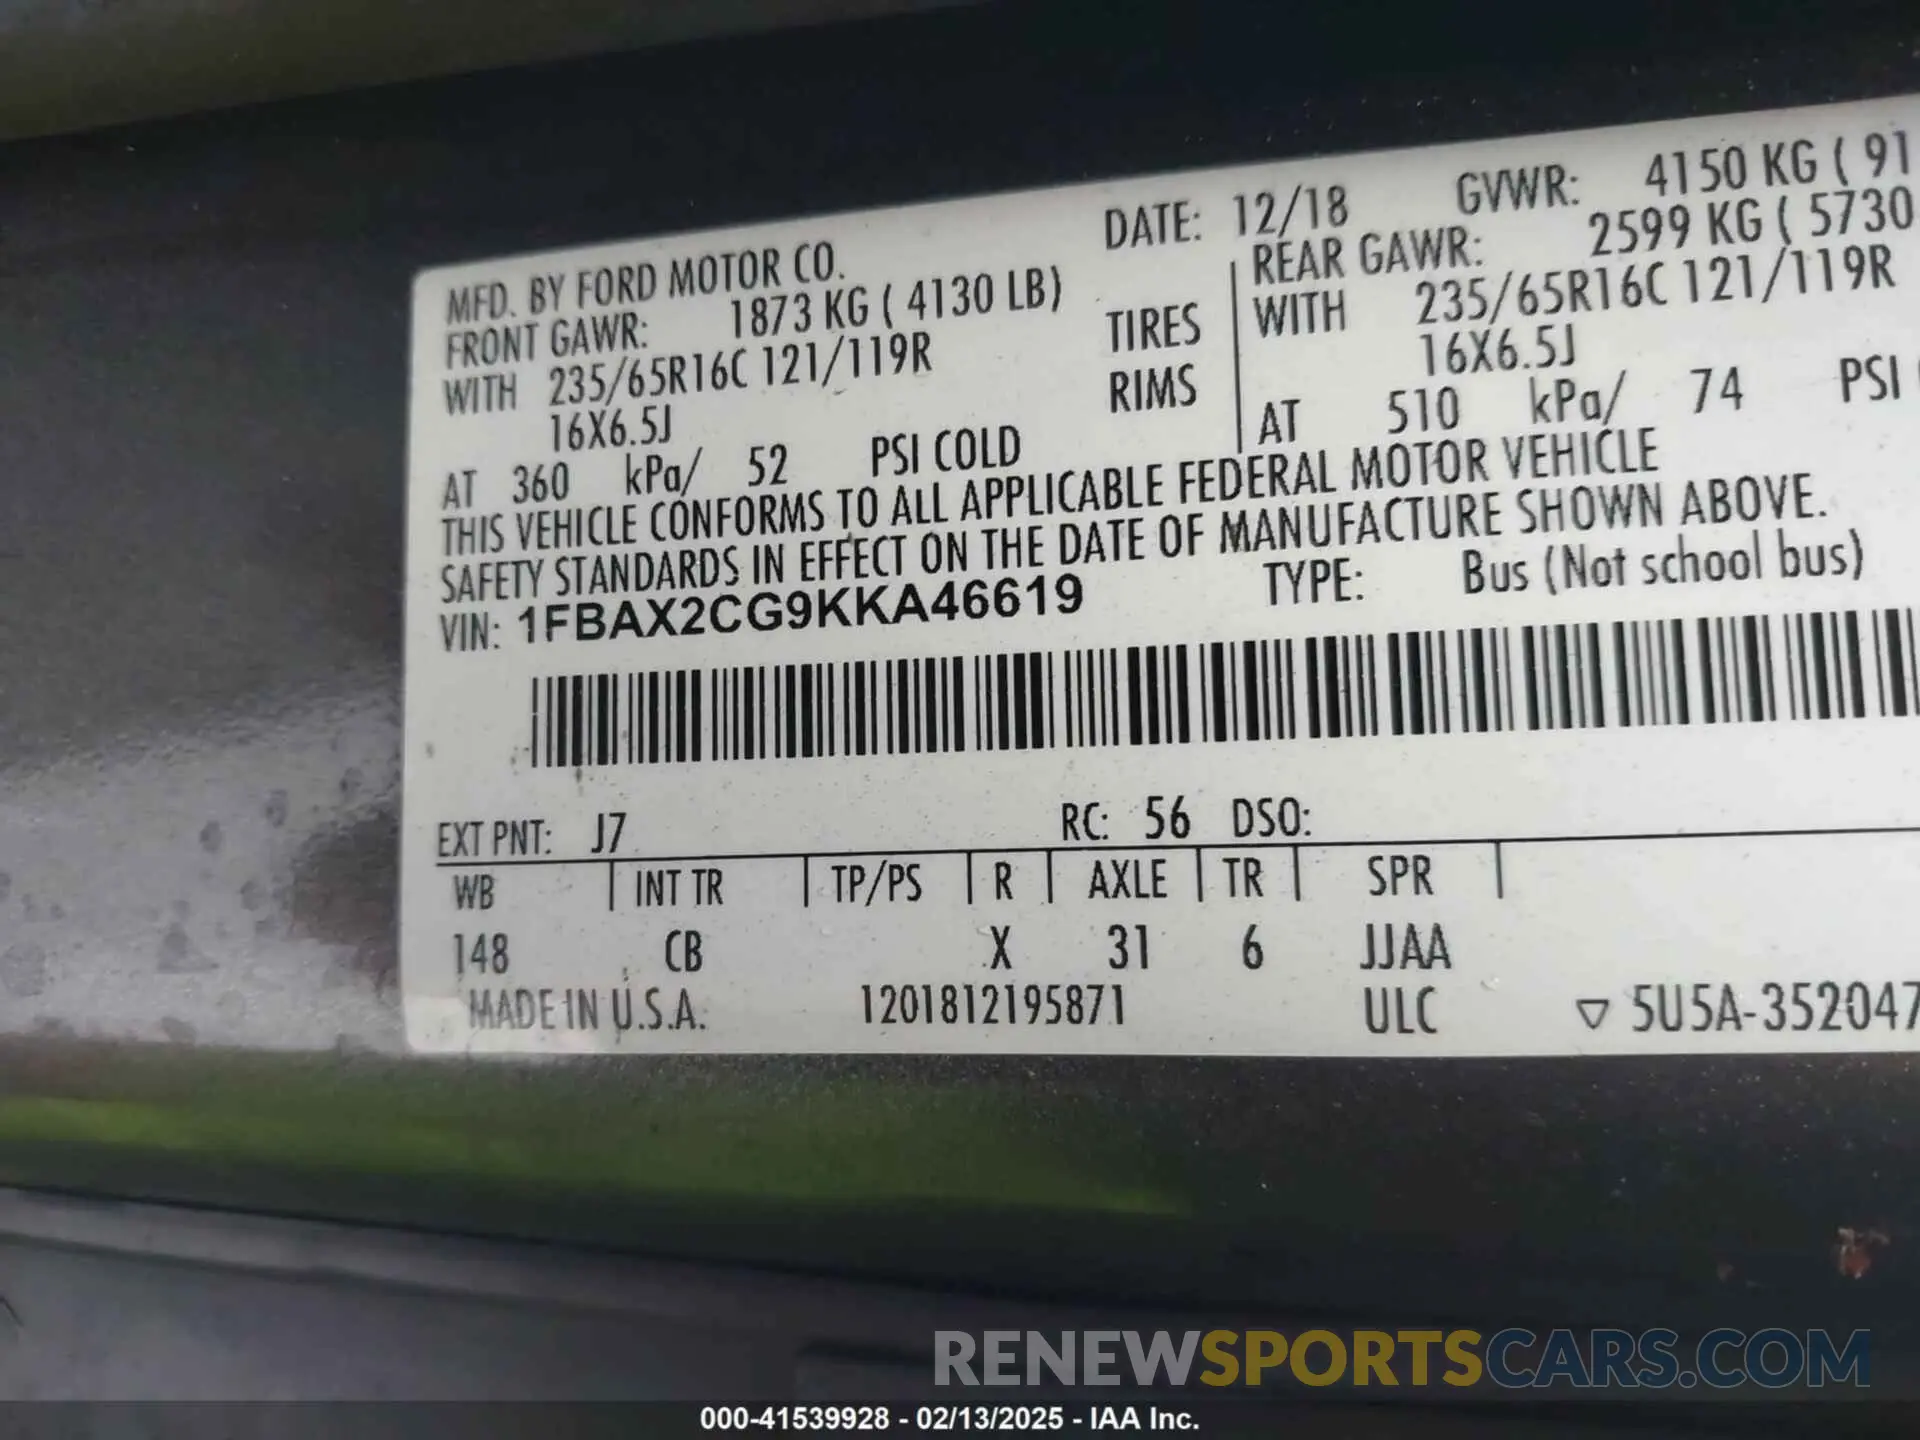 MFD. BY FORD MOTOR CO. DATE: 12/18 GVWR: 4150 KG ( 91
FRONT GAWR: 1873 KG ( 4130 LB) REAR GAWR: 2599 KG ( 5730
WITH 235/65R16C 121/119R TIRES WITH 235/65R16C 121/119R
16X6.5J RIMS 16X6.5J
AT 360 kPa/ 52 PSI COLD AT 510 kPa/ 74 PSI
THIS VEHICLE CONFORMS TO ALL APPLICABLE FEDERAL MOTOR VEHICLE
SAFETY STANDARDS IN EFFECT ON THE DATE OF MANUFACTURE SHOWN ABOVE.
VIN: 1FBAX2CG9KKA46619 TYPE: Bus (Not school bus)
EXT PNT: J7 RC: 56 DSO:
WB INT TR TP/PS R AXLE TR SPR
148 CB X 31 6 JJAA
MADE IN U.S.A. 1201812195871 ULC ▽ 5U5A-352047
RENEWSPORTSCARS.COM
000-41539928 - 02/13/2025 - IAA Inc.